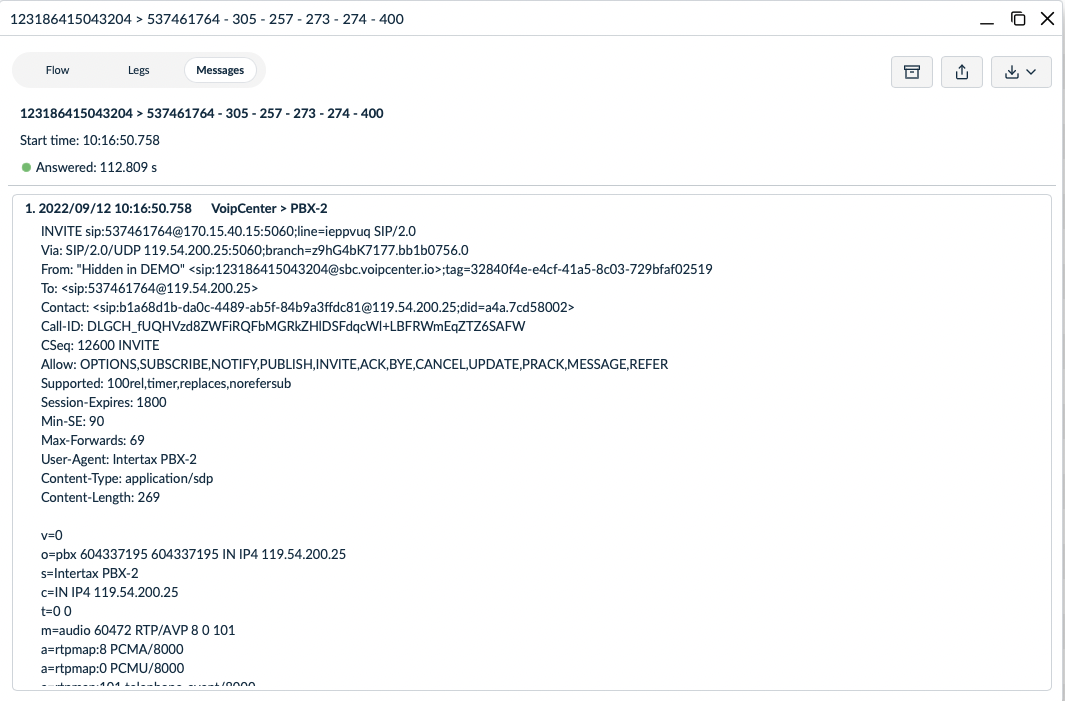 123186415043204 > 537461764 - 305 - 257 - 273 - 274 - 400
Flow
Legs
Messages
123186415043204 > 537461764 - 305 - 257 - 273 - 274 - 400
Start time: 10:16:50.758
Answered: 112.809 s
1. 2022/09/12 10:16:50.758 VoipCenter > PBX-2
INVITE sip:537461764@170.15.40.15:5060;line=ieppvuq SIP/2.0
Via: SIP/2.0/UDP 119.54.200.25:5060;branch=z9hG4bK7177.bb1b0756.0
From: "Hidden in DEMO" <sip:123186415043204@sbc.voipcenter.io>;tag=32840f4e-e4cf-41a5-8c03-729bfaf02519
To: <sip:537461764@119.54.200.25>
Contact: <sip:b1a68d1b-da0c-4489-ab5f-84b9a3ffdc81@119.54.200.25;did=a4a.7cd58002>
Call-ID: DLGCH_fUQHVzd8ZWFiRQFbMGRkZHlDSFdqcWl+LBFRWmEqZTZ6SAFW
CSeq: 12600 INVITE
Allow: OPTIONS,SUBSCRIBE,NOTIFY,PUBLISH,INVITE,ACK,BYE,CANCEL,UPDATE,PRACK,MESSAGE,REFER
Supported: 100rel,timer,replaces,norefersub
Session-Expires: 1800
Min-SE: 90
Max-Forwards: 69
User-Agent: Intertax PBX-2
Content-Type: application/sdp
Content-Length: 269
v=0
o=pbx 604337195 604337195 IN IP4 119.54.200.25
s=Intertax PBX-2
c=IN IP4 119.54.200.25
t=0 0
m=audio 60472 RTP/AVP 8 0 101
a=rtpmap:8 PCMA/8000
a=rtpmap:0 PCMU/8000
a=rtpmap:101 telephone-event/8000